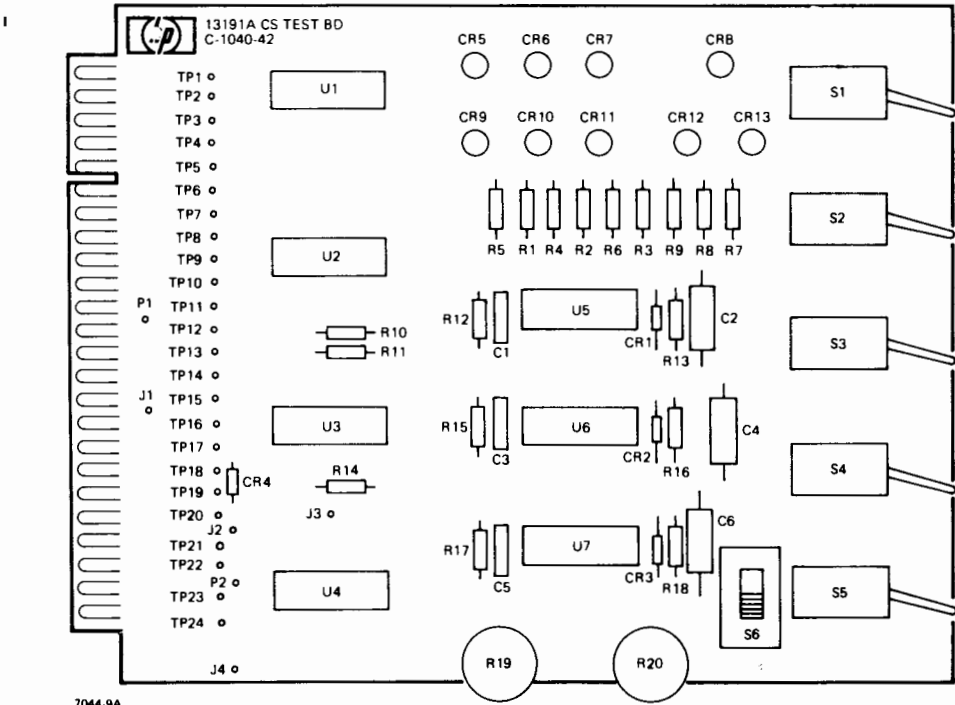 hp
13191A CS TEST BD
C-1040-42
CR5 CR6 CR7 CR8
TP1
TP2
TP3
TP4
TP5
TP6
TP7
TP8
TP9
TP10
TP11
TP12
TP13
TP14
TP15
TP16
TP17
TP18
TP19
TP20
TP21
TP22
TP23
TP24
P1
J1
J2
P2
J4
U1
U2
R10
R11
U3
R14
CR4
J3
U4
CR9 CR10 CR11 CR12 CR13
R5 R1 R4 R2 R6 R3 R9 R8 R7
R12 C1 U5 CR1 R13 C2
R15 C3 U6 CR2 R16 C4
R17 C5 U7 CR3 R18 C6
R19 R20
S1
S2
S3
S4
S5
S6
7044-9A